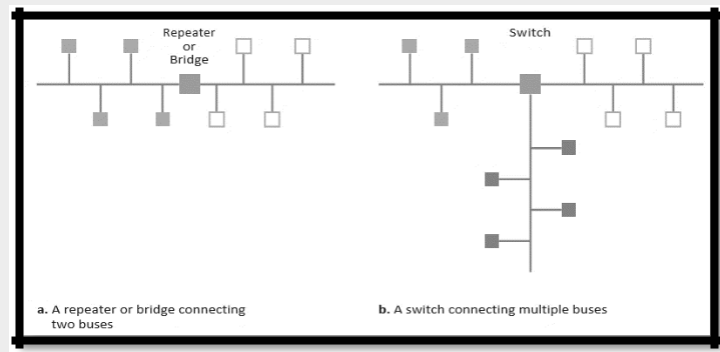 Repeater
or
Bridge
Switch
a. A repeater or bridge connecting
two buses
b. A switch connecting multiple buses